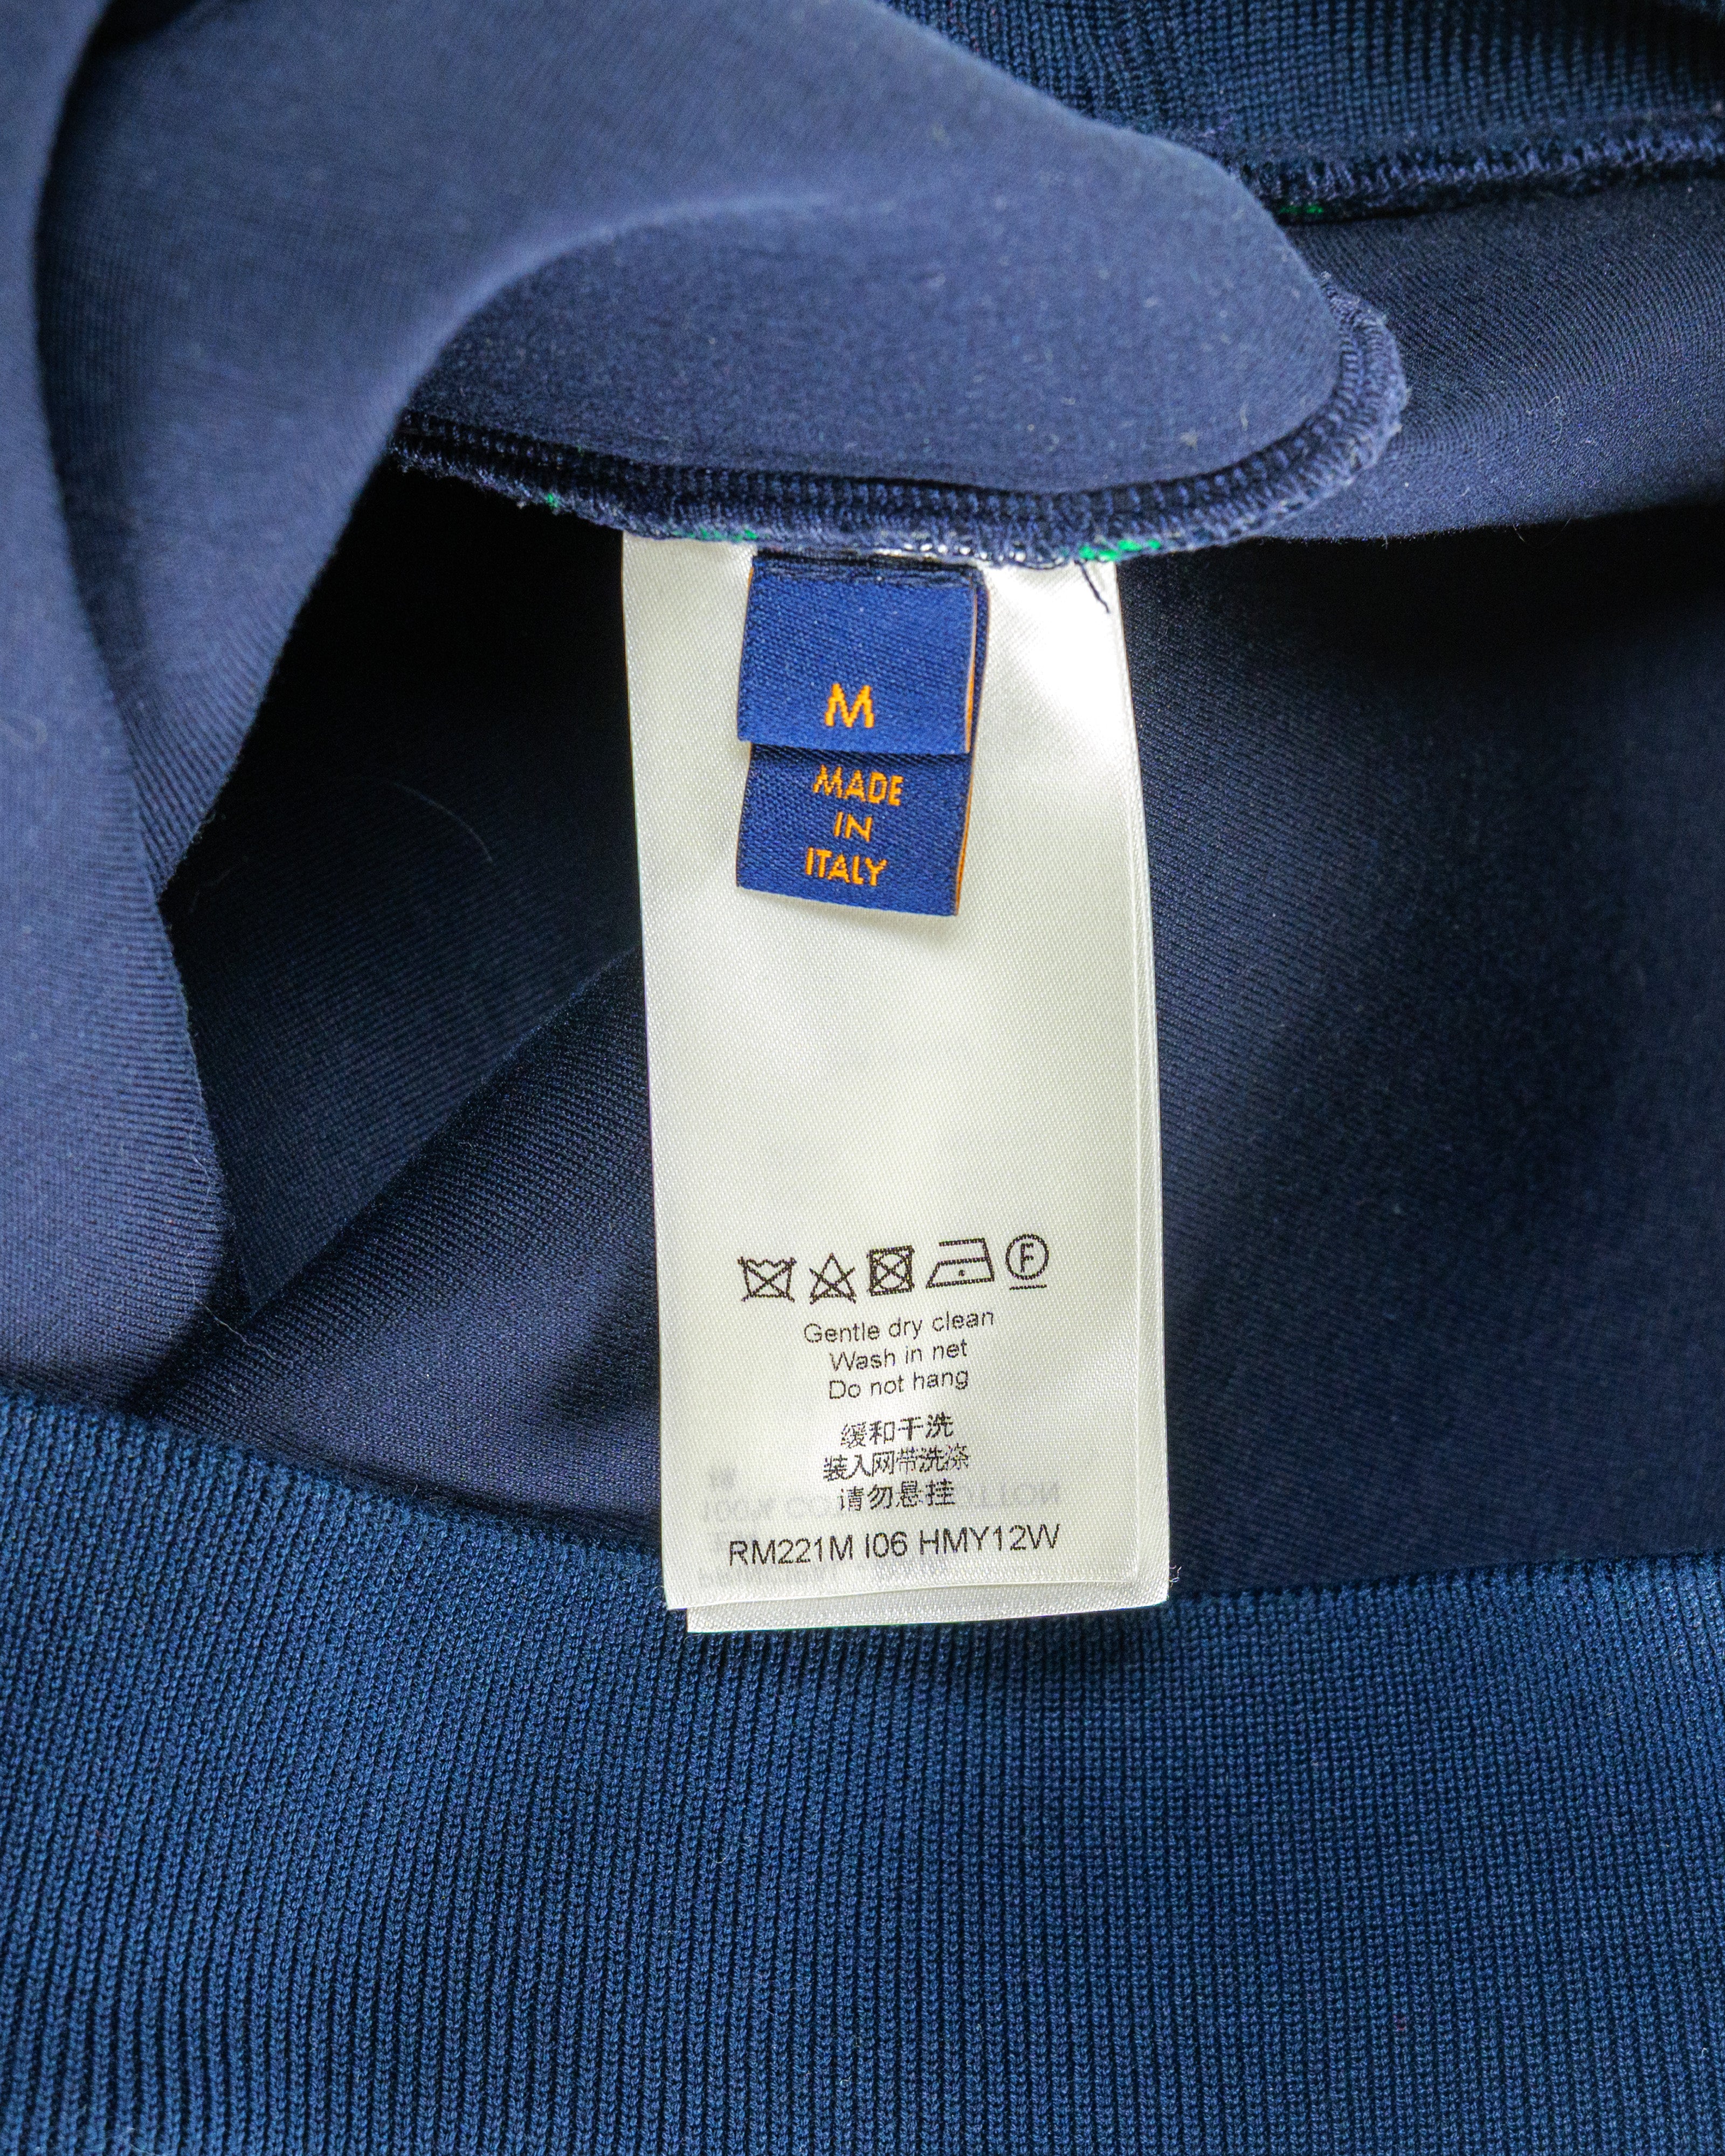 M
MADE
IN
ITALY
F
Gentle dry clean
Wash in net
Do not hang
缓和干洗
装入网带洗涤
请勿悬挂
RM221M I06 HMY12W